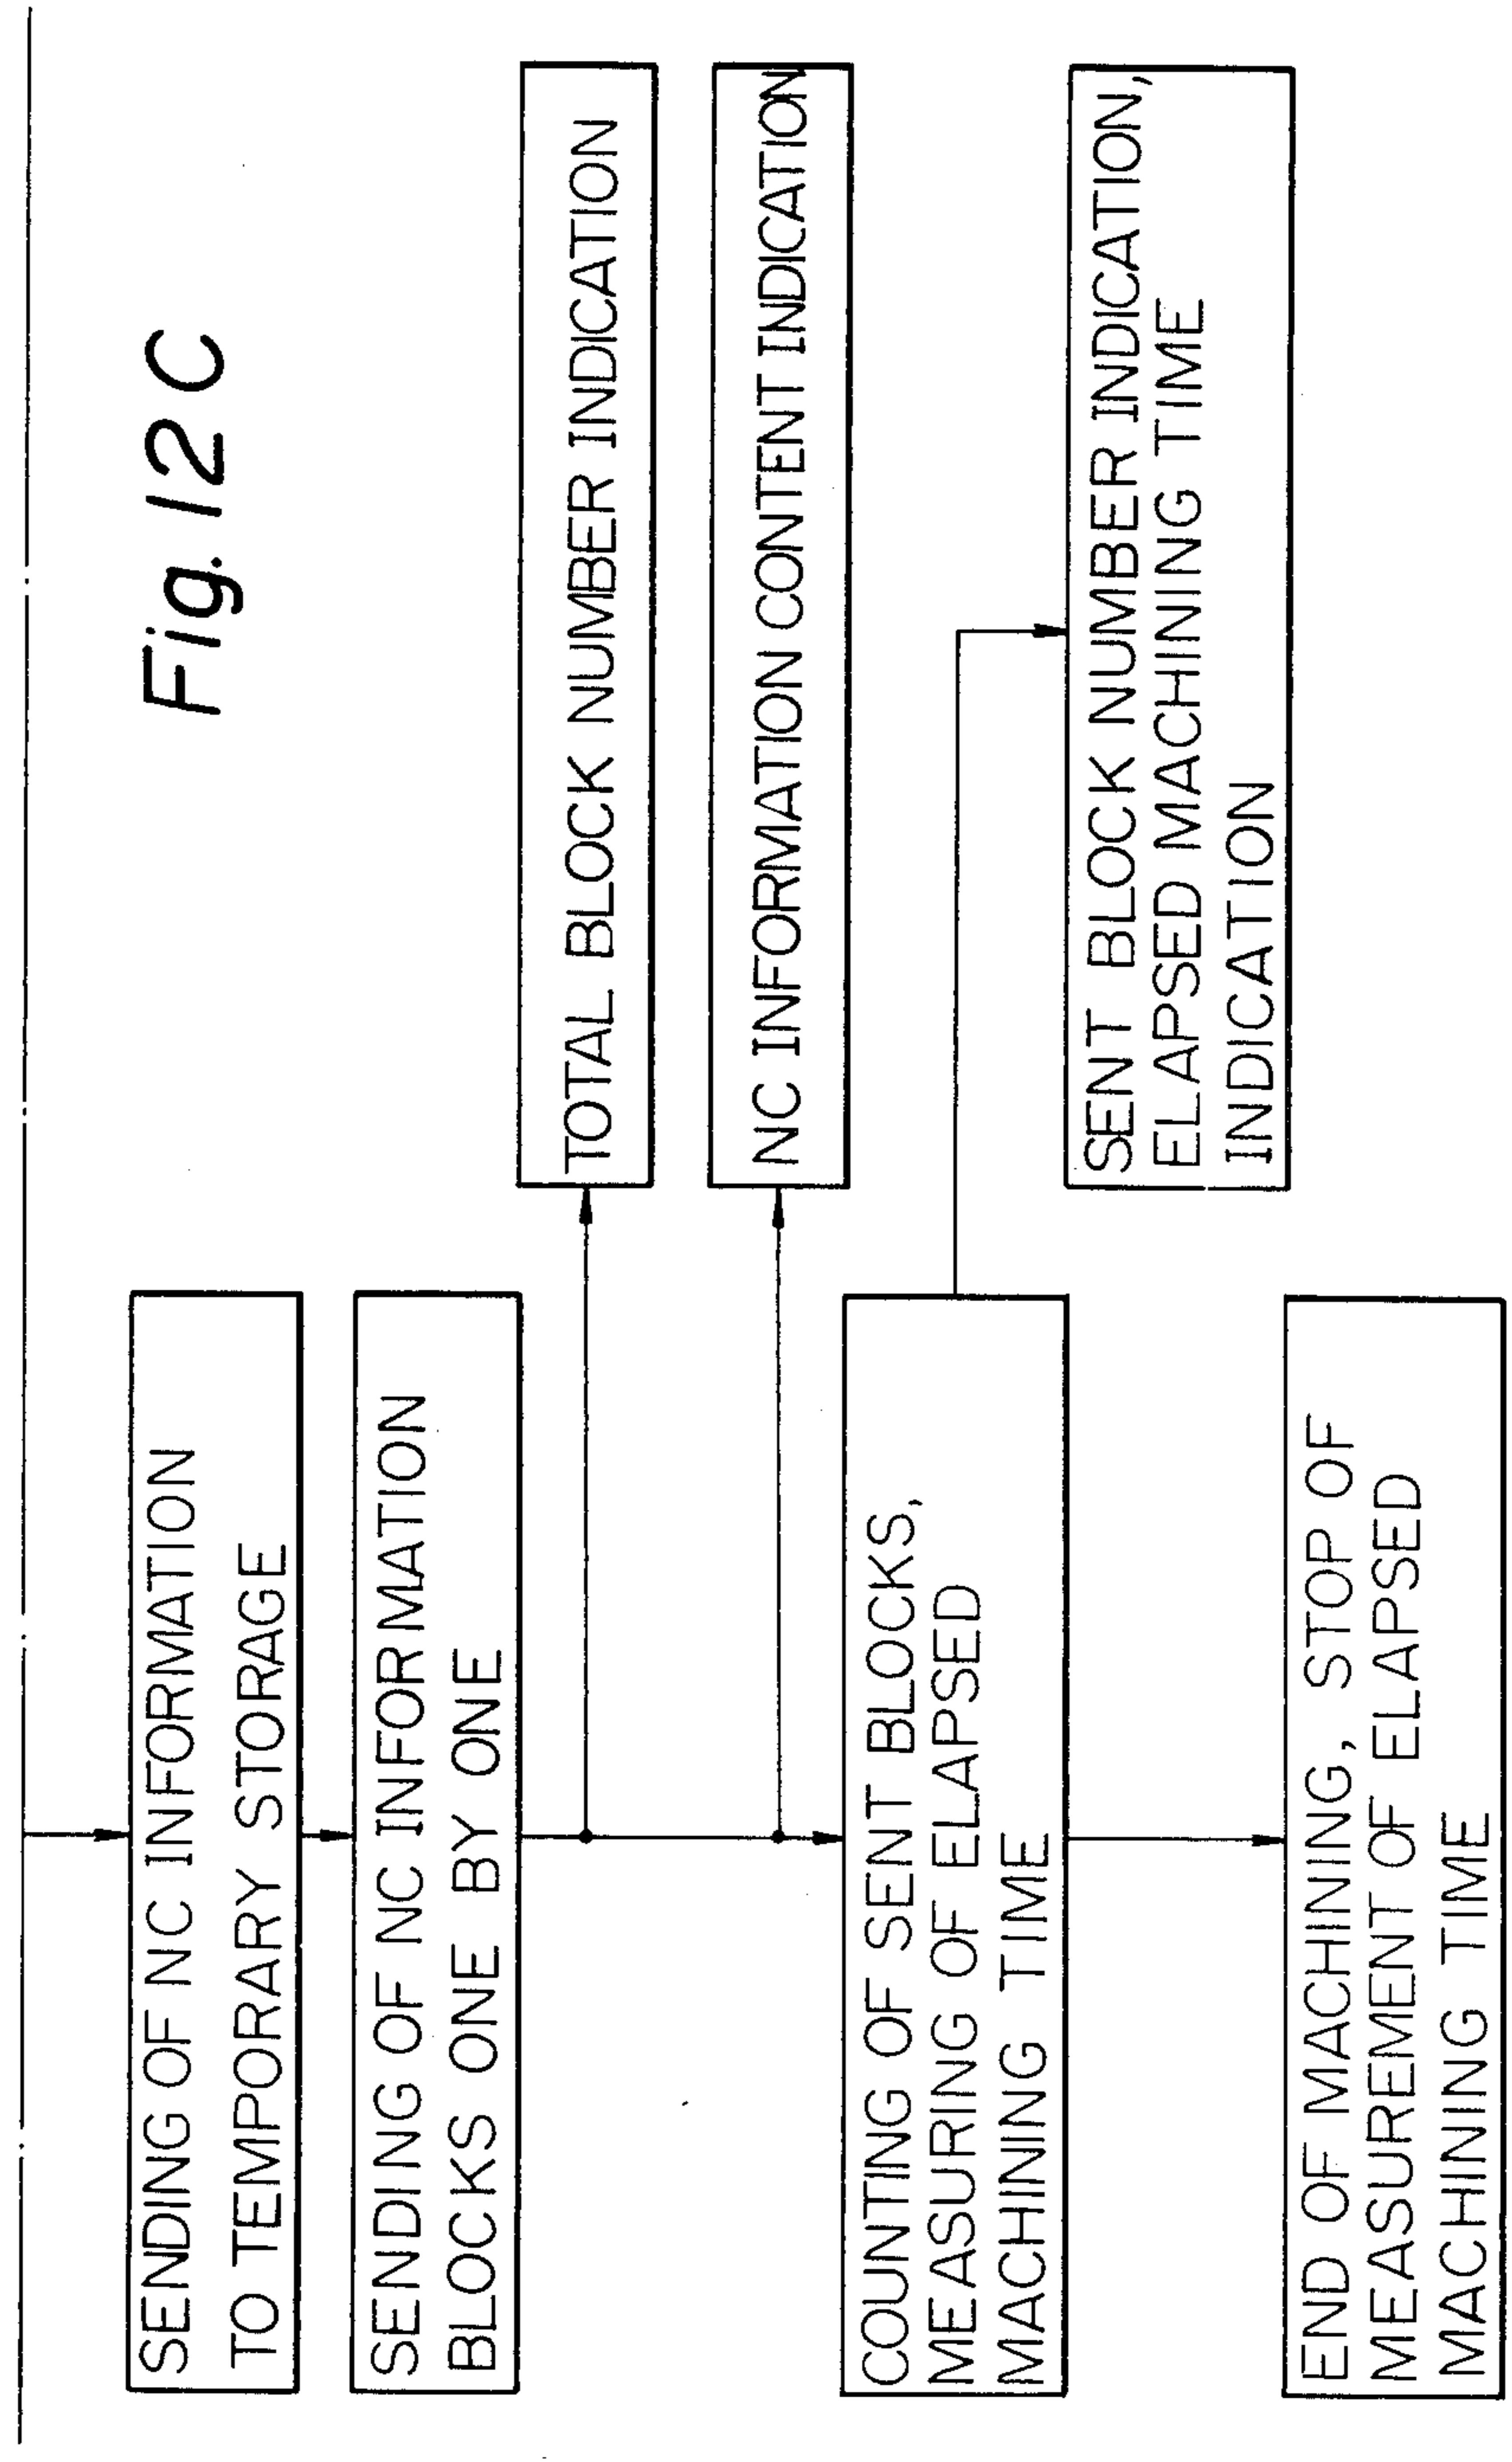 Fig. 12 C
SENDING OF NC INFORMATION
TO TEMPORARY STORAGE
SENDING OF NC INFORMATION
BLOCKS ONE BY ONE
TOTAL BLOCK NUMBER INDICATION
NC INFORMATION CONTENT INDICATION
COUNTING OF SENT BLOCKS,
MEASURING OF ELAPSED
MACHINING TIME
SENT BLOCK NUMBER INDICATION,
ELAPSED MACHINING TIME
INDICATION
END OF MACHINING, STOP OF
MEASUREMENT OF ELAPSED
MACHINING TIME